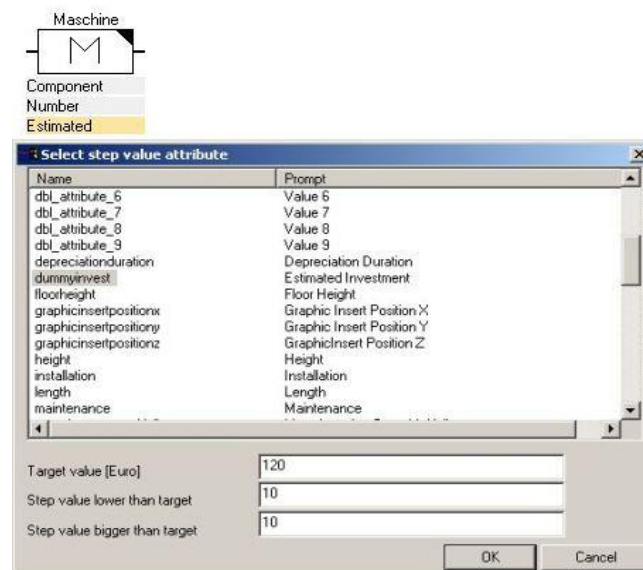 Maschine
M
Component
Number
Estimated
Select step value attribute
Name Prompt
dbl_attribute_6 Value 6
dbl_attribute_7 Value 7
dbl_attribute_8 Value 8
dbl_attribute_9 Value 9
depreciationduration Depreciation Duration
dummyinvest Estimated Investment
floorheight Floor Height
graphicinsertpositionx Graphic Insert Position X
graphicinsertpositiony Graphic Insert Position Y
graphicinsertpositionz GraphicInsert Position Z
height Height
installation Installation
length Length
maintenance Maintenance
Target value [Euro] 120
Step value lower than target 10
Step value bigger than target 10
OK Cancel